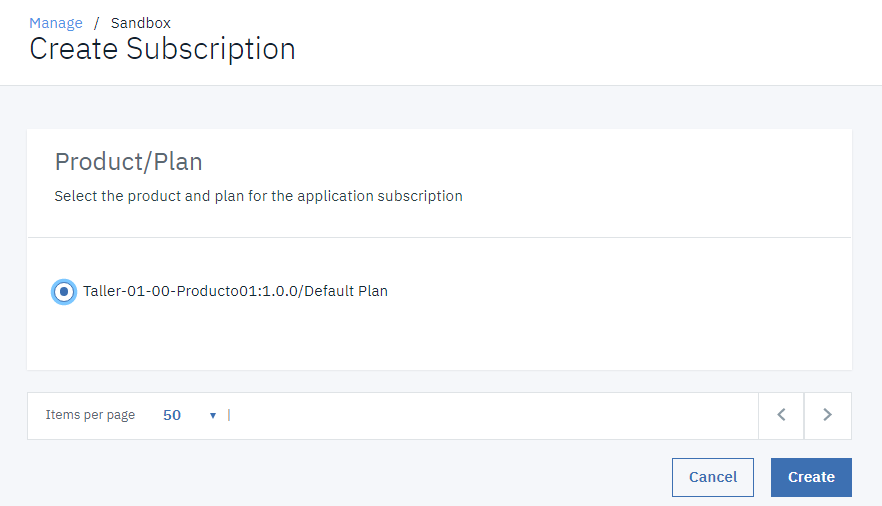 Manage / Sandbox
Create Subscription
Product/Plan
Select the product and plan for the application subscription
Taller-01-00-Producto01:1.0.0/Default Plan
Items per page 50
Cancel Create